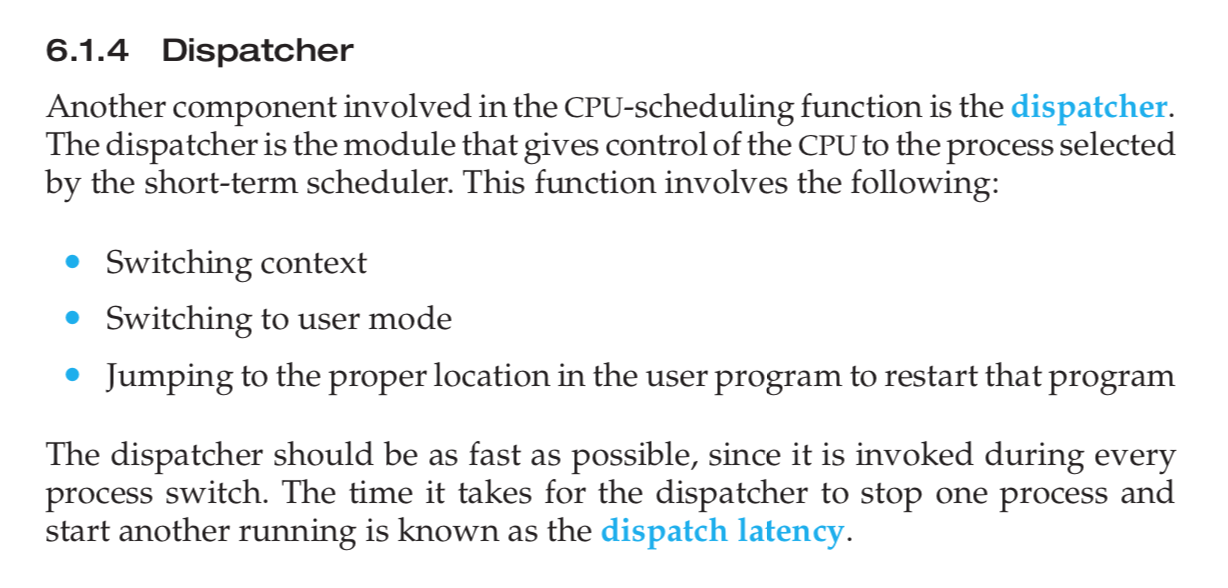 6.1.4 Dispatcher
Another component involved in the CPU-scheduling function is the dispatcher.
The dispatcher is the module that gives control of the CPU to the process selected
by the short-term scheduler. This function involves the following:
• Switching context
• Switching to user mode
• Jumping to the proper location in the user program to restart that program
The dispatcher should be as fast as possible, since it is invoked during every
process switch. The time it takes for the dispatcher to stop one process and
start another running is known as the dispatch latency.